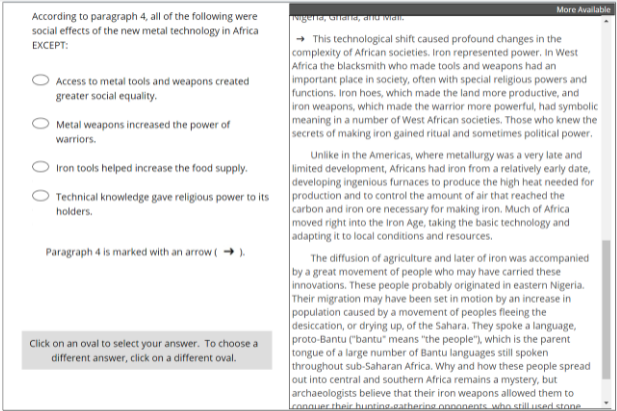 More Available
According to paragraph 4, all of the following were
social effects of the new metal technology in Africa
EXCEPT:
Access to metal tools and weapons created
greater social equality.
Metal weapons increased the power of
warriors.
Iron tools helped increase the food supply.
Technical knowledge gave religious power to its
holders.
Paragraph 4 is marked with an arrow ( → ).
Click on an oval to select your answer. To choose a
different answer, click on a different oval.
Nigeria, Ghana, and Mali.
→ This technological shift caused profound changes in the
complexity of African societies. Iron represented power. In West
Africa the blacksmith who made tools and weapons had an
important place in society, often with special religious powers and
functions. Iron hoes, which made the land more productive, and
iron weapons, which made the warrior more powerful, had symbolic
meaning in a number of West African societies. Those who knew the
secrets of making iron gained ritual and sometimes political power.
Unlike in the Americas, where metallurgy was a very late and
limited development, Africans had iron from a relatively early date,
developing ingenious furnaces to produce the high heat needed for
production and to control the amount of air that reached the
carbon and iron ore necessary for making iron. Much of Africa
moved right into the Iron Age, taking the basic technology and
adapting it to local conditions and resources.
The diffusion of agriculture and later of iron was accompanied
by a great movement of people who may have carried these
innovations. These people probably originated in eastern Nigeria.
Their migration may have been set in motion by an increase in
population caused by a movement of peoples fleeing the
desiccation, or drying up, of the Sahara. They spoke a language,
proto-Bantu ("bantu" means "the people"), which is the parent
tongue of a large number of Bantu languages still spoken
throughout sub-Saharan Africa. Why and how these people spread
out into central and southern Africa remains a mystery, but
archaeologists believe that their iron weapons allowed them to
conquer their hunting-gathering opponents, who still used stone